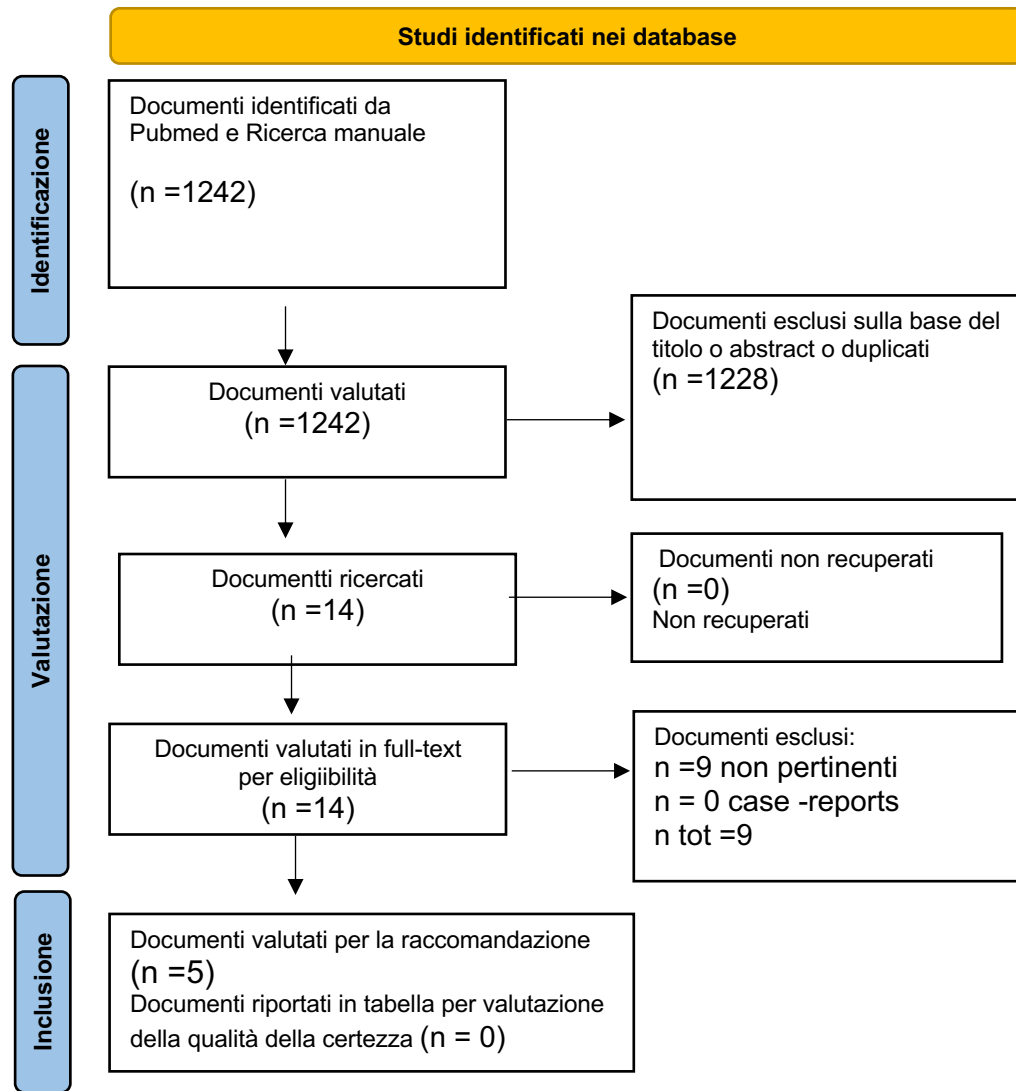 Studi identificati nei database
Identificazione
Documenti identificati da
Pubmed e Ricerca manuale
(n =1242)
Documenti esclusi sulla base del
titolo o abstract o duplicati
(n =1228)
Valutazione
Documenti valutati
(n =1242)
Documentti ricercati
(n =14)
Documenti non recuperati
(n =0)
Non recuperati
Documenti valutati in full-text
per eligiibilità
(n =14)
Documenti esclusi:
n =9 non pertinenti
n = 0 case -reports
n tot =9
Inclusione
Documenti valutati per la raccomandazione
(n =5)
Documenti riportati in tabella per valutazione
della qualità della certezza (n = 0)